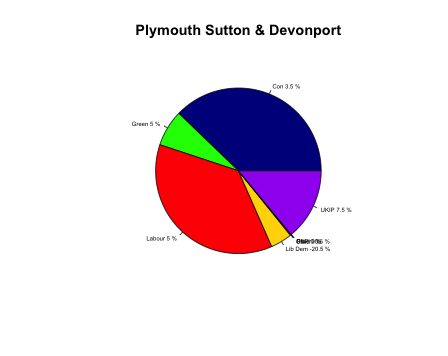 Plymouth Sutton & Devonport
Con 3.5 %
Green 5 %
UKIP 7.5 %
Labour 5 %
Lib Dem -20.5 %